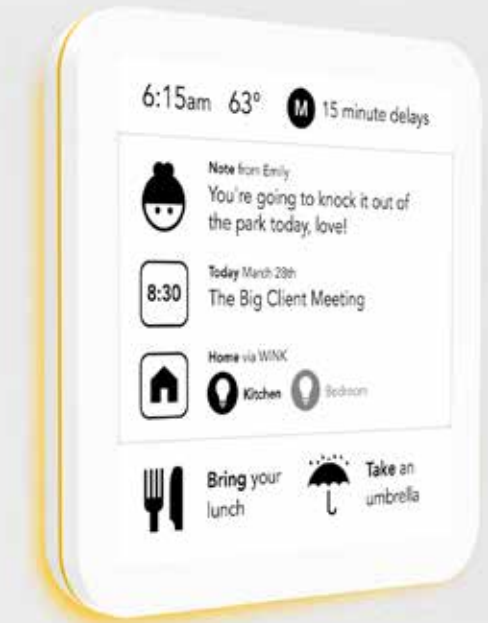 6:15am 63° M 15 minute delays
Note from Emily
You're going to knock it out of
the park today, love!
8:30
Today March 28th
The Big Client Meeting
Home via WINK
Kitchen Bedroom
Bring your
lunch
Take an
umbrella